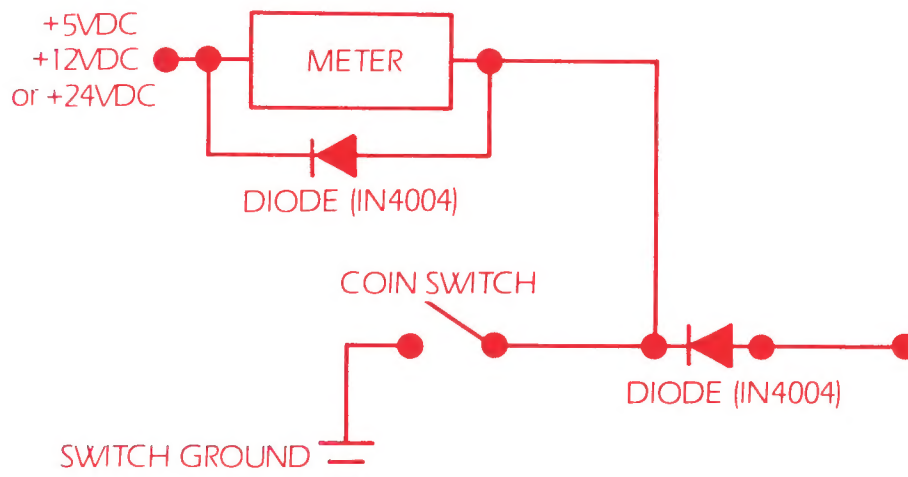 +5VDC
+12VDC
or +24VDC
METER
DIODE (IN4004)
COIN SWITCH
DIODE (IN4004)
SWITCH GROUND